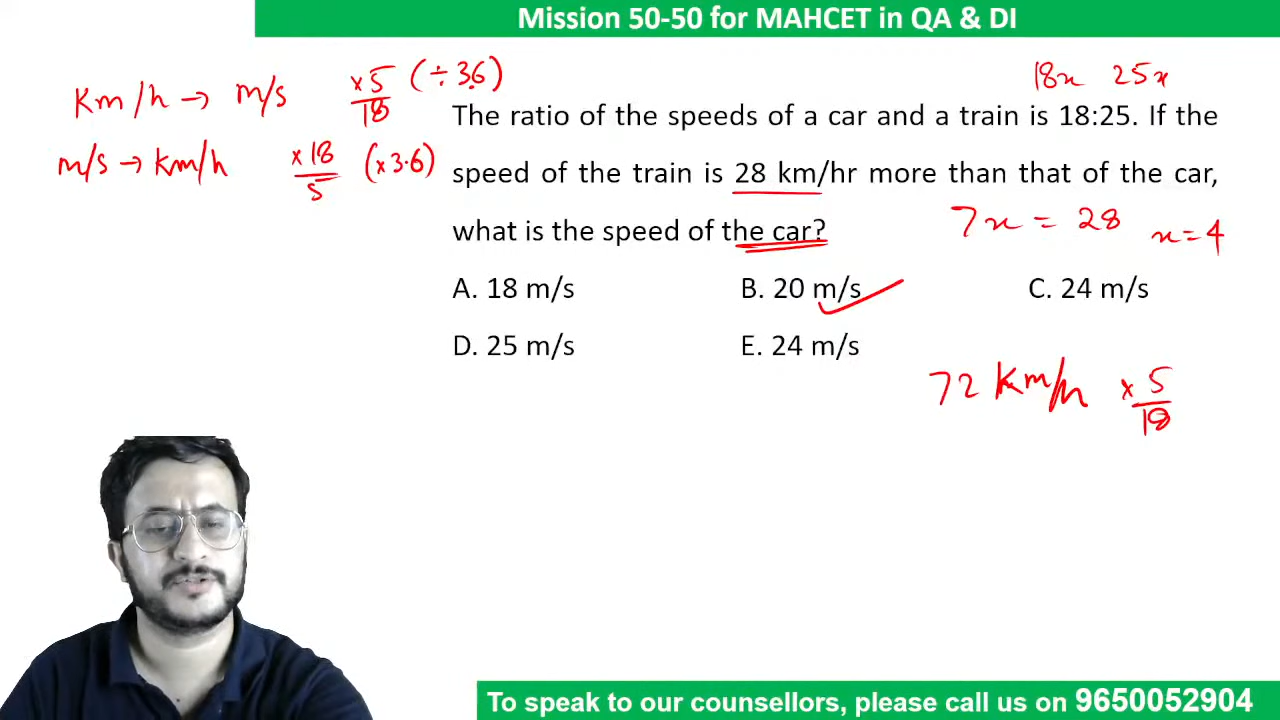 Mission 50-50 for MAHCET in QA & DI
Km/h → m/s ×5/18 (÷3.6)
m/s → Km/h ×18/5 (×3.6)
18x 25x
The ratio of the speeds of a car and a train is 18:25. If the
speed of the train is 28 km/hr more than that of the car,
what is the speed of the car?
7x = 28 x=4
A. 18 m/s B. 20 m/s C. 24 m/s
D. 25 m/s E. 24 m/s
72 Km/h ×5/18
To speak to our counsellors, please call us on 9650052904